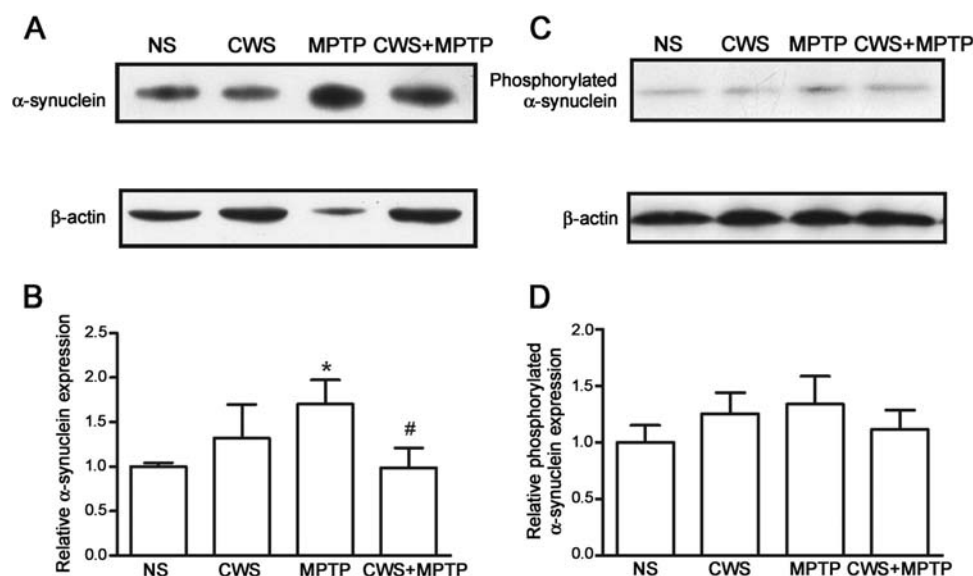 A
NS CWS MPTP CWS+MPTP
α-synuclein
β-actin
B
Relative α-synuclein expression
2.5
2.0
1.5
1.0
0.5
0.0
*
#
NS CWS MPTP CWS+MPTP
C
NS CWS MPTP CWS+MPTP
Phosphorylated
α-synuclein
β-actin
D
Relative phosphorylated
α-synuclein expression
2.0
1.5
1.0
0.5
0.0
NS CWS MPTP CWS+MPTP